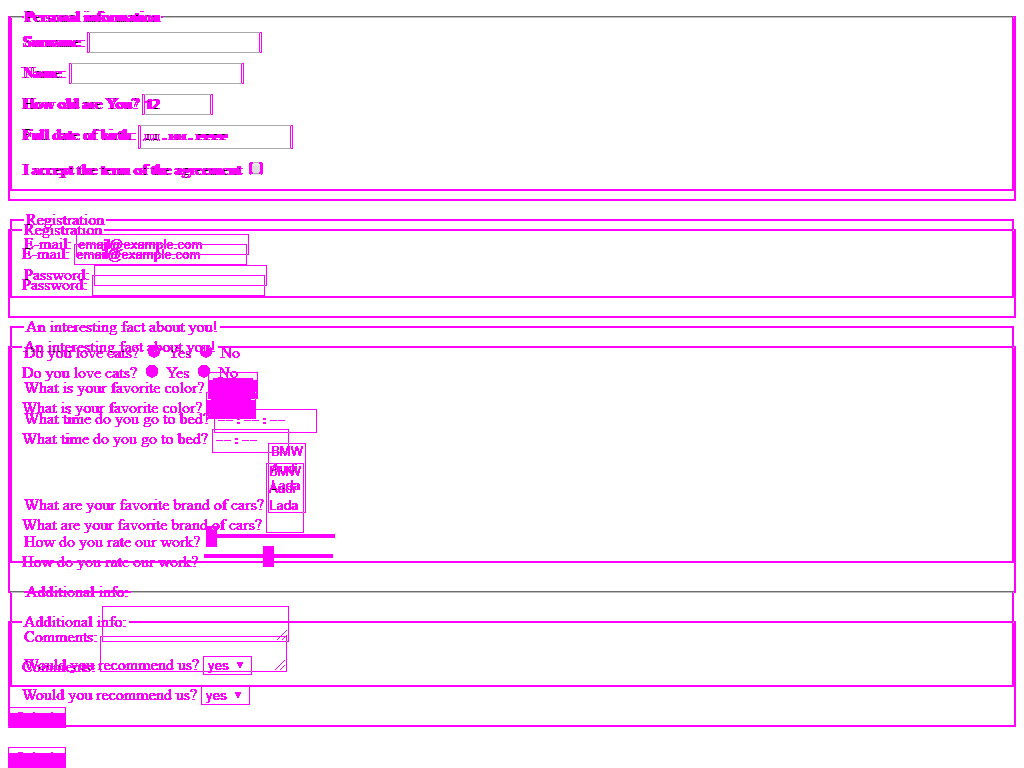 Personal information
Surname:
Name:
How old are You? 12
Full date of birth:
I accept the term of the agreement
Registration
Registration
E-mail: email@example.com
E-mail: email@example.com
Password:
Password:
An interesting fact about you!
An interesting fact about you!
Do you love cats? Yes No
Do you love cats? Yes No
What is your favorite color?
What is your favorite color?
What time do you go to bed? --:--:--
What time do you go to bed? --:--
BMW
Audi
Lada
BMW
Audi
Lada
What are your favorite brand of cars?
What are your favorite brand of cars?
How do you rate our work?
How do you rate our work?
Additional info:
Additional info:
Comments:
Would you recommend us? yes
Comments:
Would you recommend us? yes